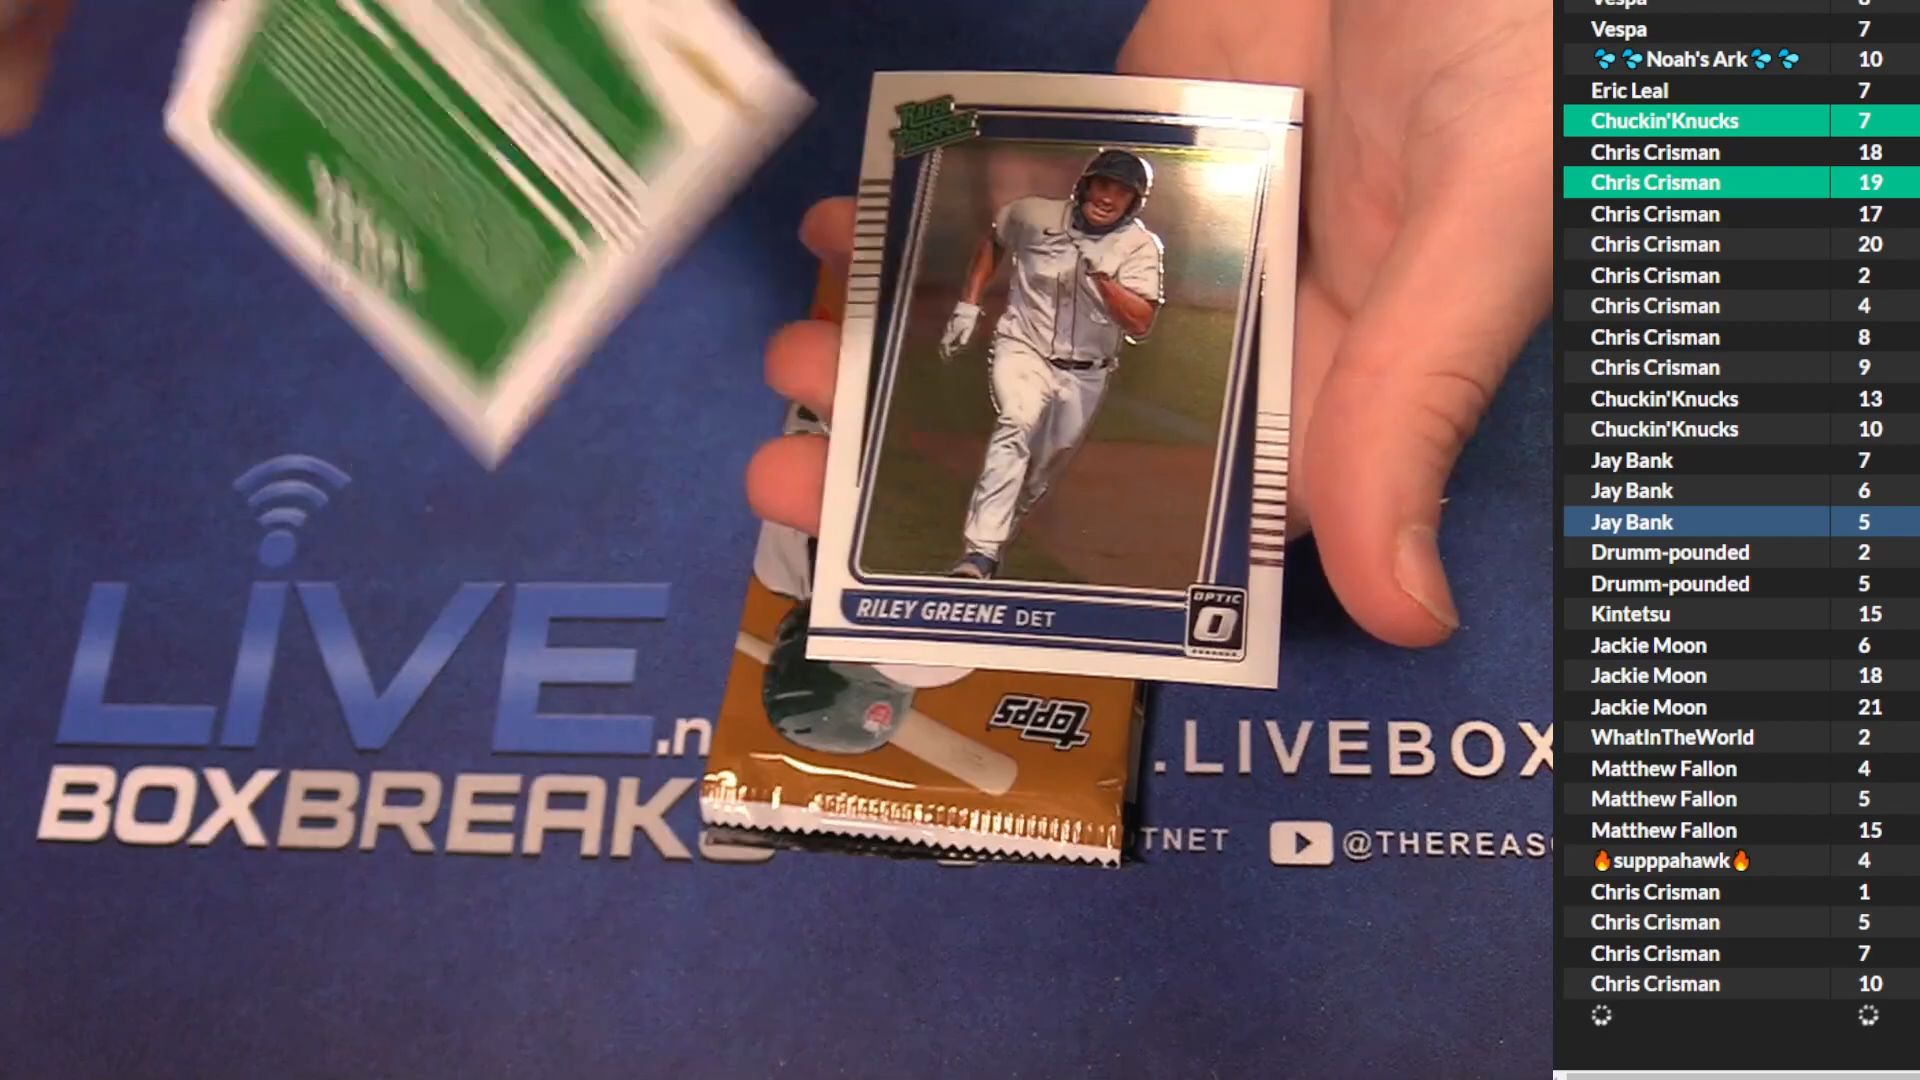 RATED
PROSPECT
RILEY GREENE DET
OPTIC
topps
LIVE.n
BOXBREAK
.LIVEBOX
TNET
@THEREAS
Vespa 8
Vespa 7
💦💦Noah's Ark💦💦 10
Eric Leal 7
Chuckin'Knucks 7
Chris Crisman 18
Chris Crisman 19
Chris Crisman 17
Chris Crisman 20
Chris Crisman 2
Chris Crisman 4
Chris Crisman 8
Chris Crisman 9
Chuckin'Knucks 13
Chuckin'Knucks 10
Jay Bank 7
Jay Bank 6
Jay Bank 5
Drumm-pounded 2
Drumm-pounded 5
Kintetsu 15
Jackie Moon 6
Jackie Moon 18
Jackie Moon 21
WhatInTheWorld 2
Matthew Fallon 4
Matthew Fallon 5
Matthew Fallon 15
🔥supppahawk🔥 4
Chris Crisman 1
Chris Crisman 5
Chris Crisman 7
Chris Crisman 10